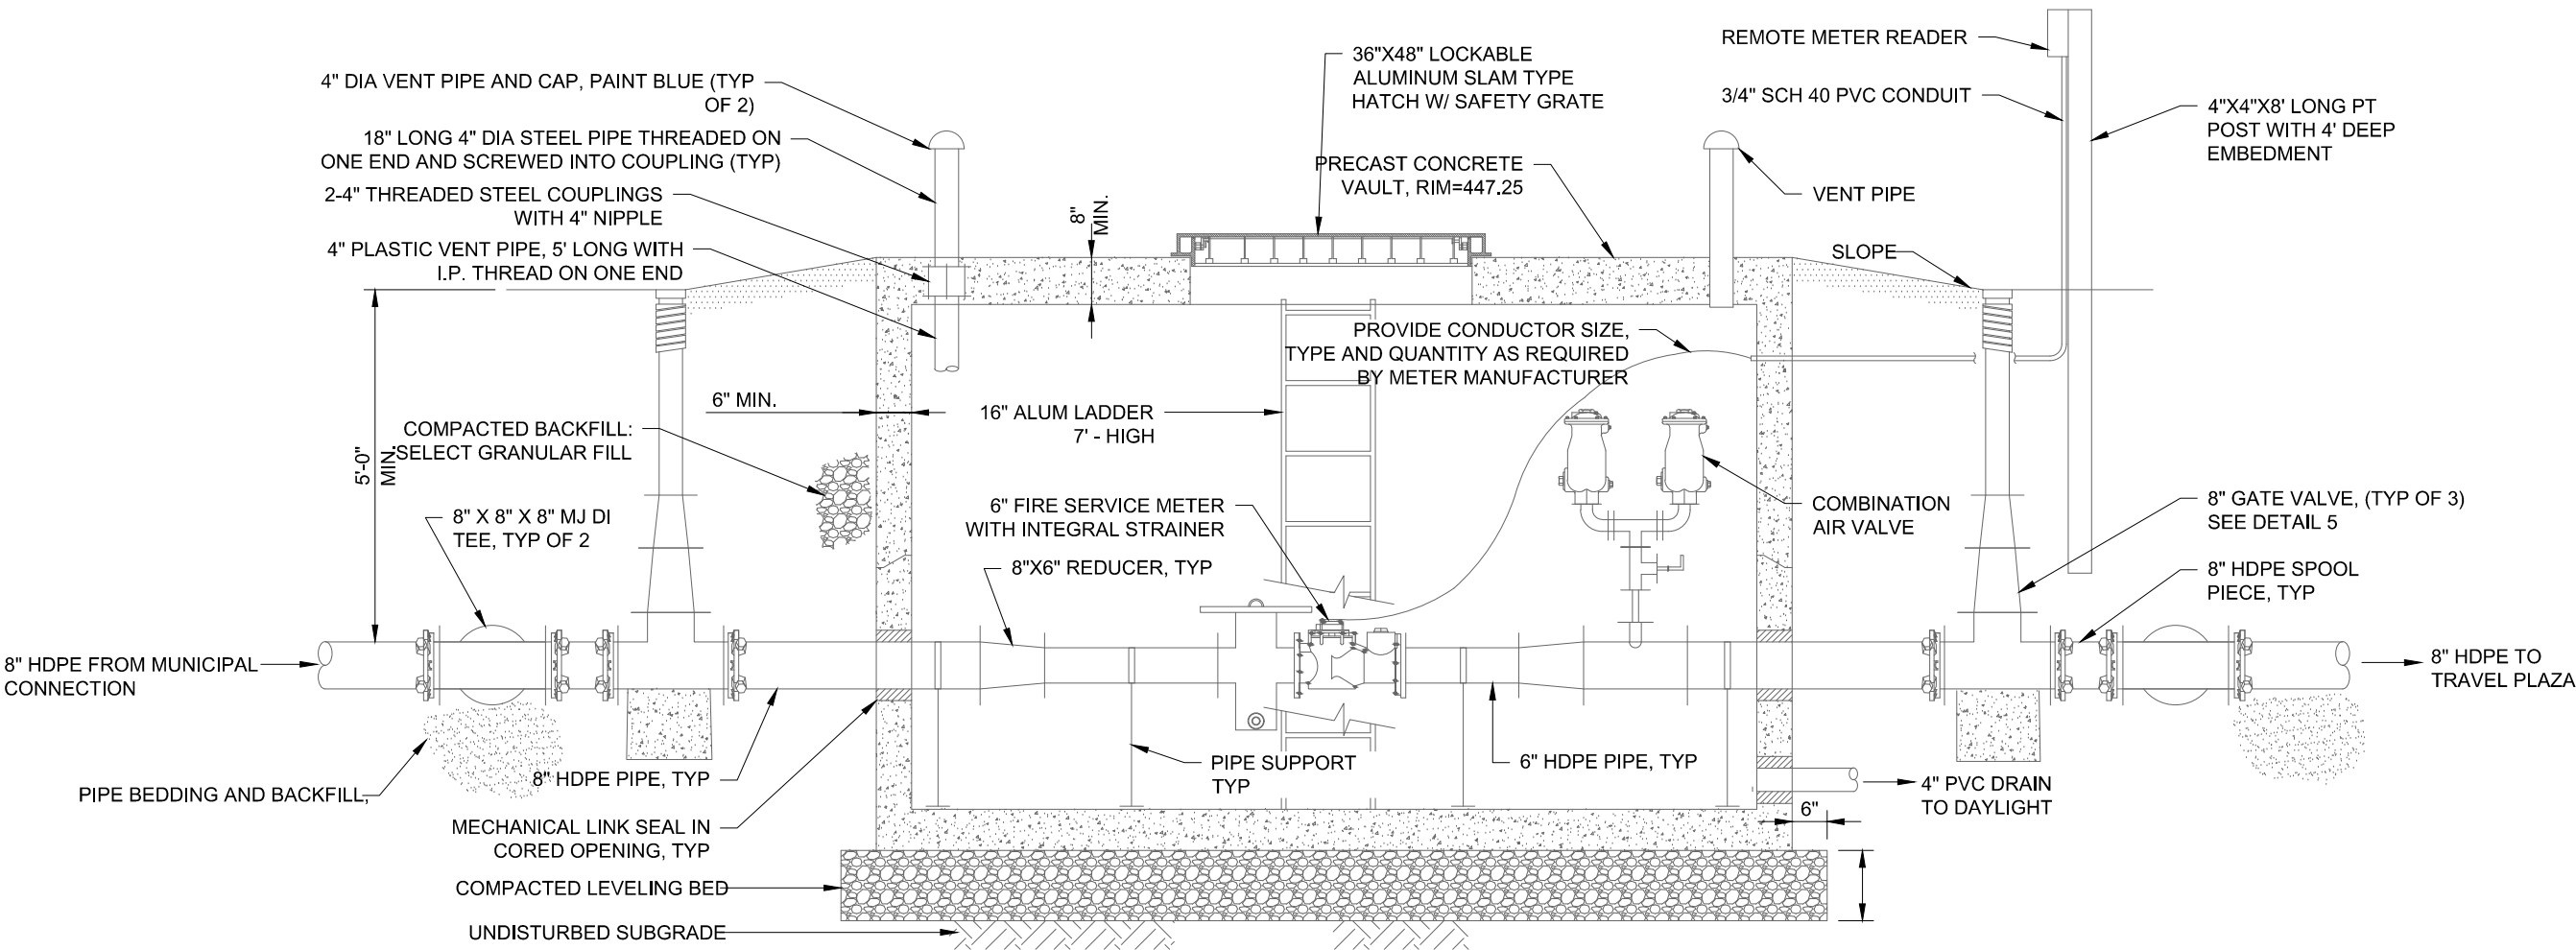 4" DIA VENT PIPE AND CAP, PAINT BLUE (TYP
OF 2)
18" LONG 4" DIA STEEL PIPE THREADED ON
ONE END AND SCREWED INTO COUPLING (TYP)
2-4" THREADED STEEL COUPLINGS
WITH 4" NIPPLE
4" PLASTIC VENT PIPE, 5' LONG WITH
I.P. THREAD ON ONE END
8"
MIN.
36"X48" LOCKABLE
ALUMINUM SLAM TYPE
HATCH W/ SAFETY GRATE
PRECAST CONCRETE
VAULT, RIM=447.25
REMOTE METER READER
3/4" SCH 40 PVC CONDUIT
4"X4"X8' LONG PT
POST WITH 4' DEEP
EMBEDMENT
VENT PIPE
SLOPE
PROVIDE CONDUCTOR SIZE,
TYPE AND QUANTITY AS REQUIRED
BY METER MANUFACTURER
6" MIN.
16" ALUM LADDER
7' - HIGH
COMPACTED BACKFILL:
SELECT GRANULAR FILL
5'-0"
MIN.
8" X 8" X 8" MJ DI
TEE, TYP OF 2
6" FIRE SERVICE METER
WITH INTEGRAL STRAINER
8"X6" REDUCER, TYP
COMBINATION
AIR VALVE
8" GATE VALVE, (TYP OF 3)
SEE DETAIL 5
8" HDPE SPOOL
PIECE, TYP
8" HDPE FROM MUNICIPAL
CONNECTION
8" HDPE TO
TRAVEL PLAZA
8" HDPE PIPE, TYP
PIPE BEDDING AND BACKFILL,
PIPE SUPPORT
TYP
6" HDPE PIPE, TYP
4" PVC DRAIN
TO DAYLIGHT
6"
MECHANICAL LINK SEAL IN
CORED OPENING, TYP
COMPACTED LEVELING BED
UNDISTURBED SUBGRADE